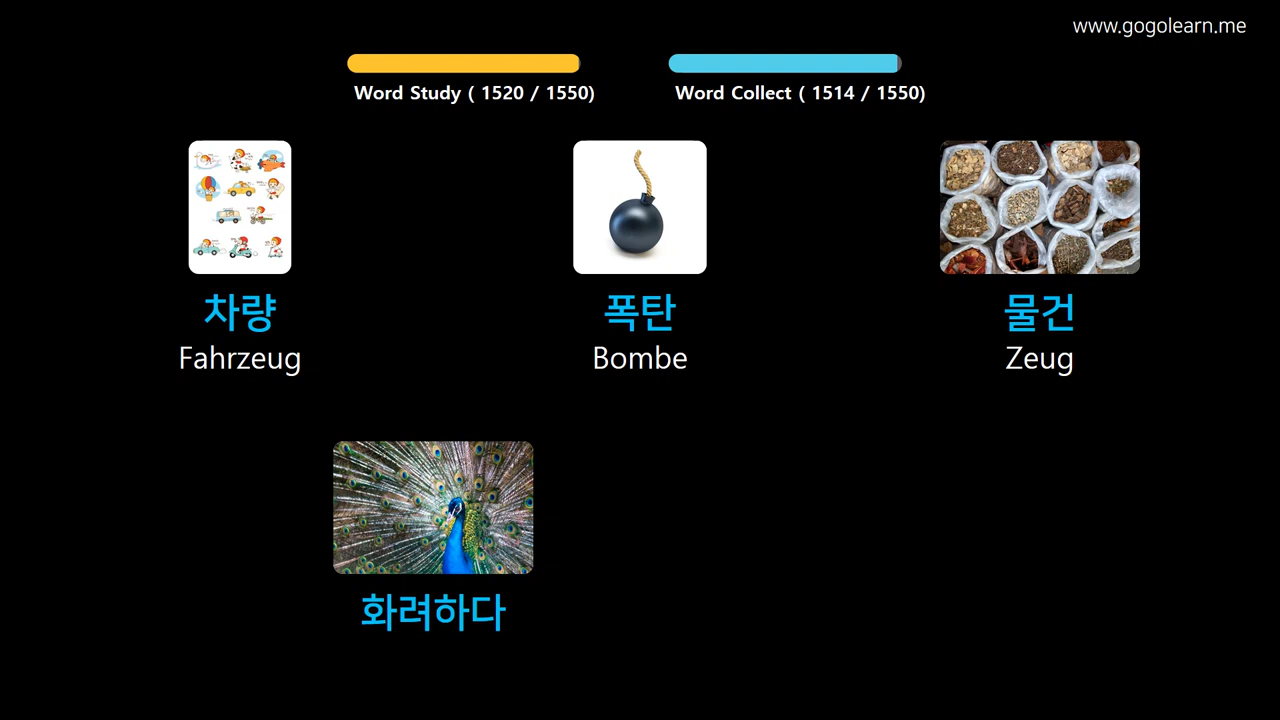 www.gogolearn.me
Word Study ( 1520 / 1550)
Word Collect ( 1514 / 1550)
차량
Fahrzeug
폭탄
Bombe
물건
Zeug
화려하다